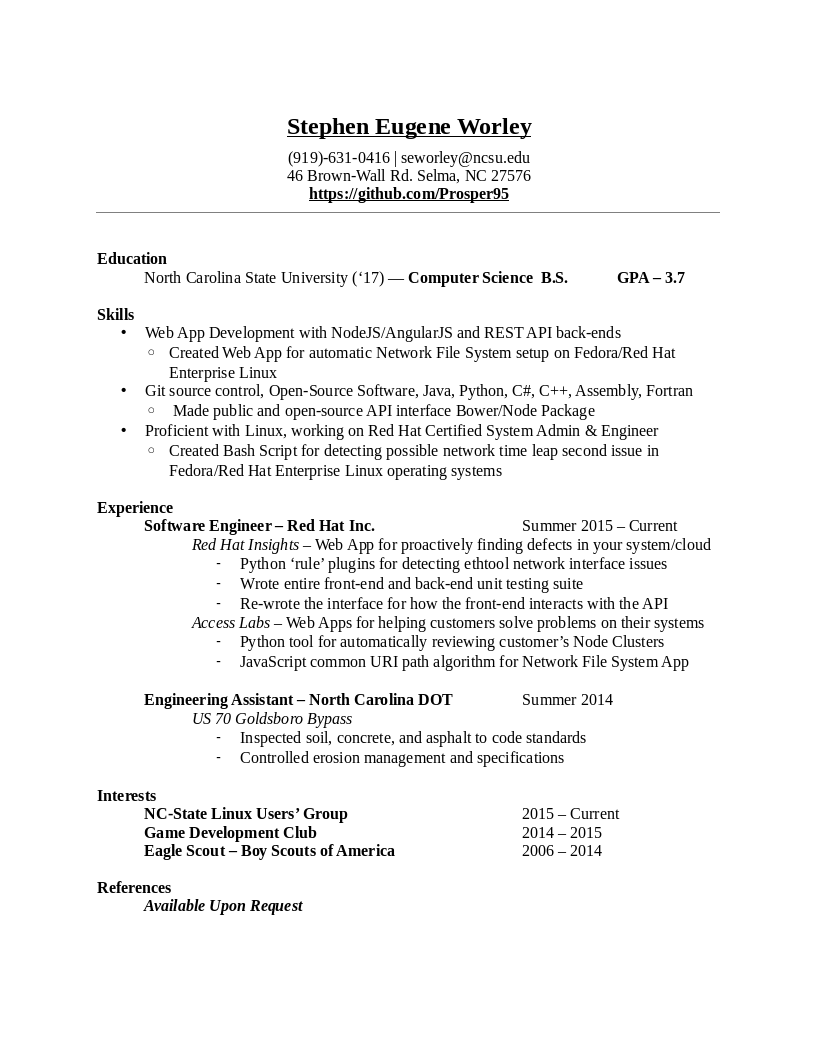 Stephen Eugene Worley
(919)-631-0416 | seworley@ncsu.edu
46 Brown-Wall Rd. Selma, NC 27576
https://github.com/Prosper95
Education
North Carolina State University (‘17) — Computer Science B.S. GPA – 3.7
Skills
• Web App Development with NodeJS/AngularJS and REST API back-ends
○ Created Web App for automatic Network File System setup on Fedora/Red Hat
Enterprise Linux
• Git source control, Open-Source Software, Java, Python, C#, C++, Assembly, Fortran
○ Made public and open-source API interface Bower/Node Package
• Proficient with Linux, working on Red Hat Certified System Admin & Engineer
○ Created Bash Script for detecting possible network time leap second issue in
Fedora/Red Hat Enterprise Linux operating systems
Experience
Software Engineer – Red Hat Inc. Summer 2015 – Current
Red Hat Insights – Web App for proactively finding defects in your system/cloud
- Python ‘rule’ plugins for detecting ethtool network interface issues
- Wrote entire front-end and back-end unit testing suite
- Re-wrote the interface for how the front-end interacts with the API
Access Labs – Web Apps for helping customers solve problems on their systems
- Python tool for automatically reviewing customer’s Node Clusters
- JavaScript common URI path algorithm for Network File System App
Engineering Assistant – North Carolina DOT Summer 2014
US 70 Goldsboro Bypass
- Inspected soil, concrete, and asphalt to code standards
- Controlled erosion management and specifications
Interests
NC-State Linux Users’ Group 2015 – Current
Game Development Club 2014 – 2015
Eagle Scout – Boy Scouts of America 2006 – 2014
References
Available Upon Request